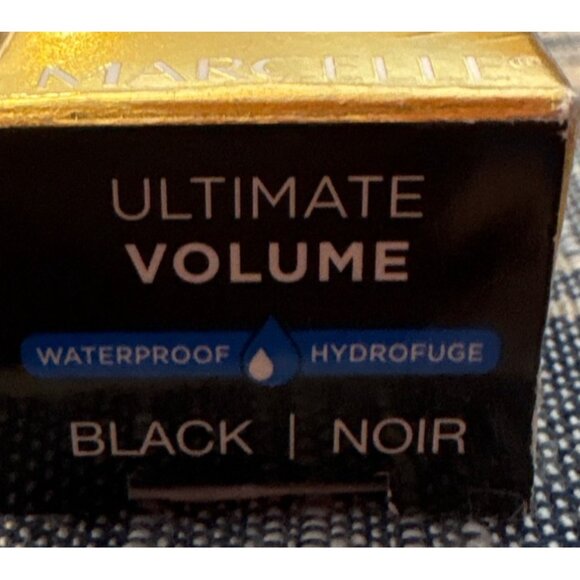 MARCELLE®
ULTIMATE
VOLUME
WATERPROOF HYDROFUGE
BLACK | NOIR